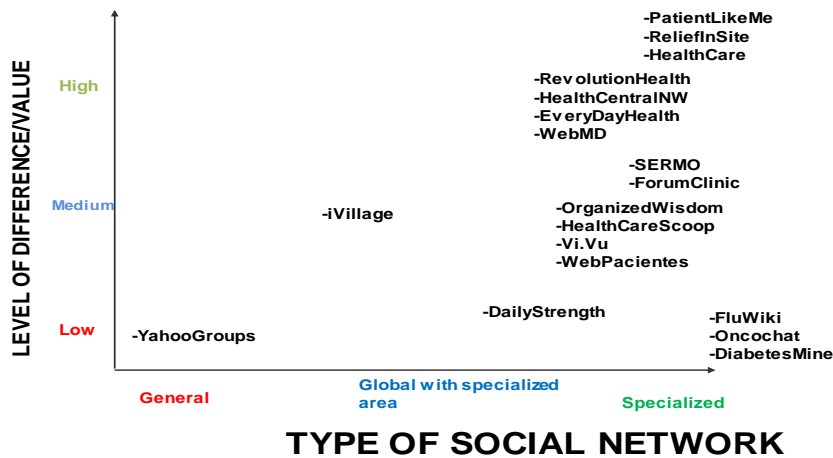 -PatientLikeMe
-ReliefInSite
-HealthCare
High
-RevolutionHealth
-HealthCentralNW
-EveryDayHealth
-WebMD
-SERMO
-ForumClinic
Medium
-iVillage
-OrganizedWisdom
-HealthCareScoop
-Vi.Vu
-WebPacientes
LEVEL OF DIFFERENCE/VALUE
Low
-YahooGroups
-DailyStrength
-FluWiki
-Oncochat
-DiabetesMine
General
Global with specialized
area
Specialized
TYPE OF SOCIAL NETWORK